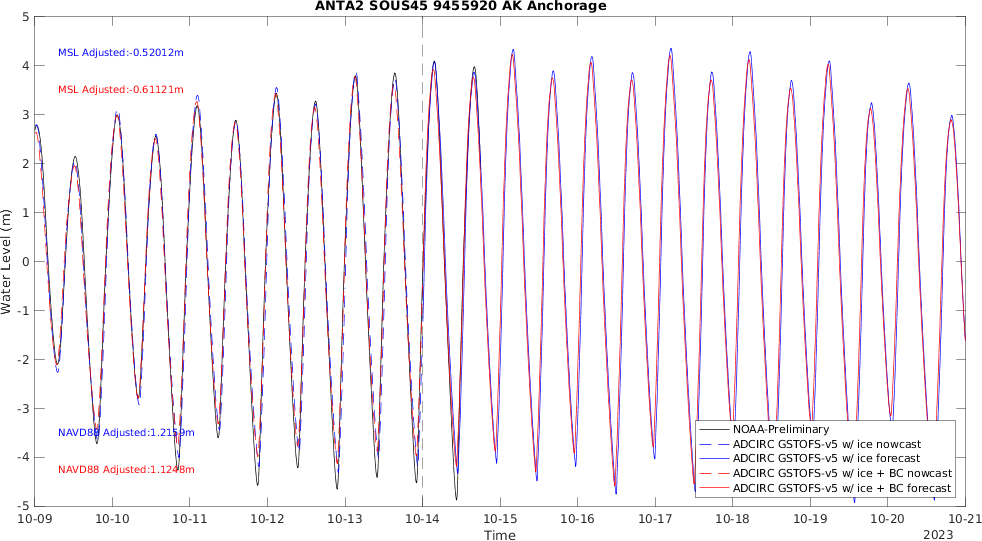 ANTA2 SOUS45 9455920 AK Anchorage
5
4
3
2
1
0
-1
-2
-3
-4
-5
Water Level (m)
MSL Adjusted:-0.52012m
MSL Adjusted:-0.61121m
NAVD88 Adjusted:1.2159m
NAVD88 Adjusted:1.1248m
NOAA-Preliminary
ADCIRC GSTOFS-v5 w/ ice nowcast
ADCIRC GSTOFS-v5 w/ ice forecast
ADCIRC GSTOFS-v5 w/ ice + BC nowcast
ADCIRC GSTOFS-v5 w/ ice + BC forecast
10-09 10-10 10-11 10-12 10-13 10-14 10-15 10-16 10-17 10-18 10-19 10-20 10-21
Time
2023